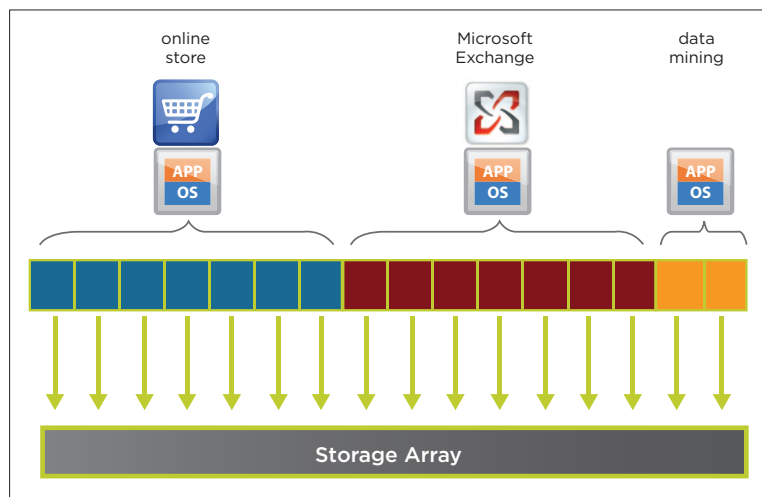 online
store
Microsoft
Exchange
data
mining
APP
OS
APP
OS
APP
OS
Storage Array